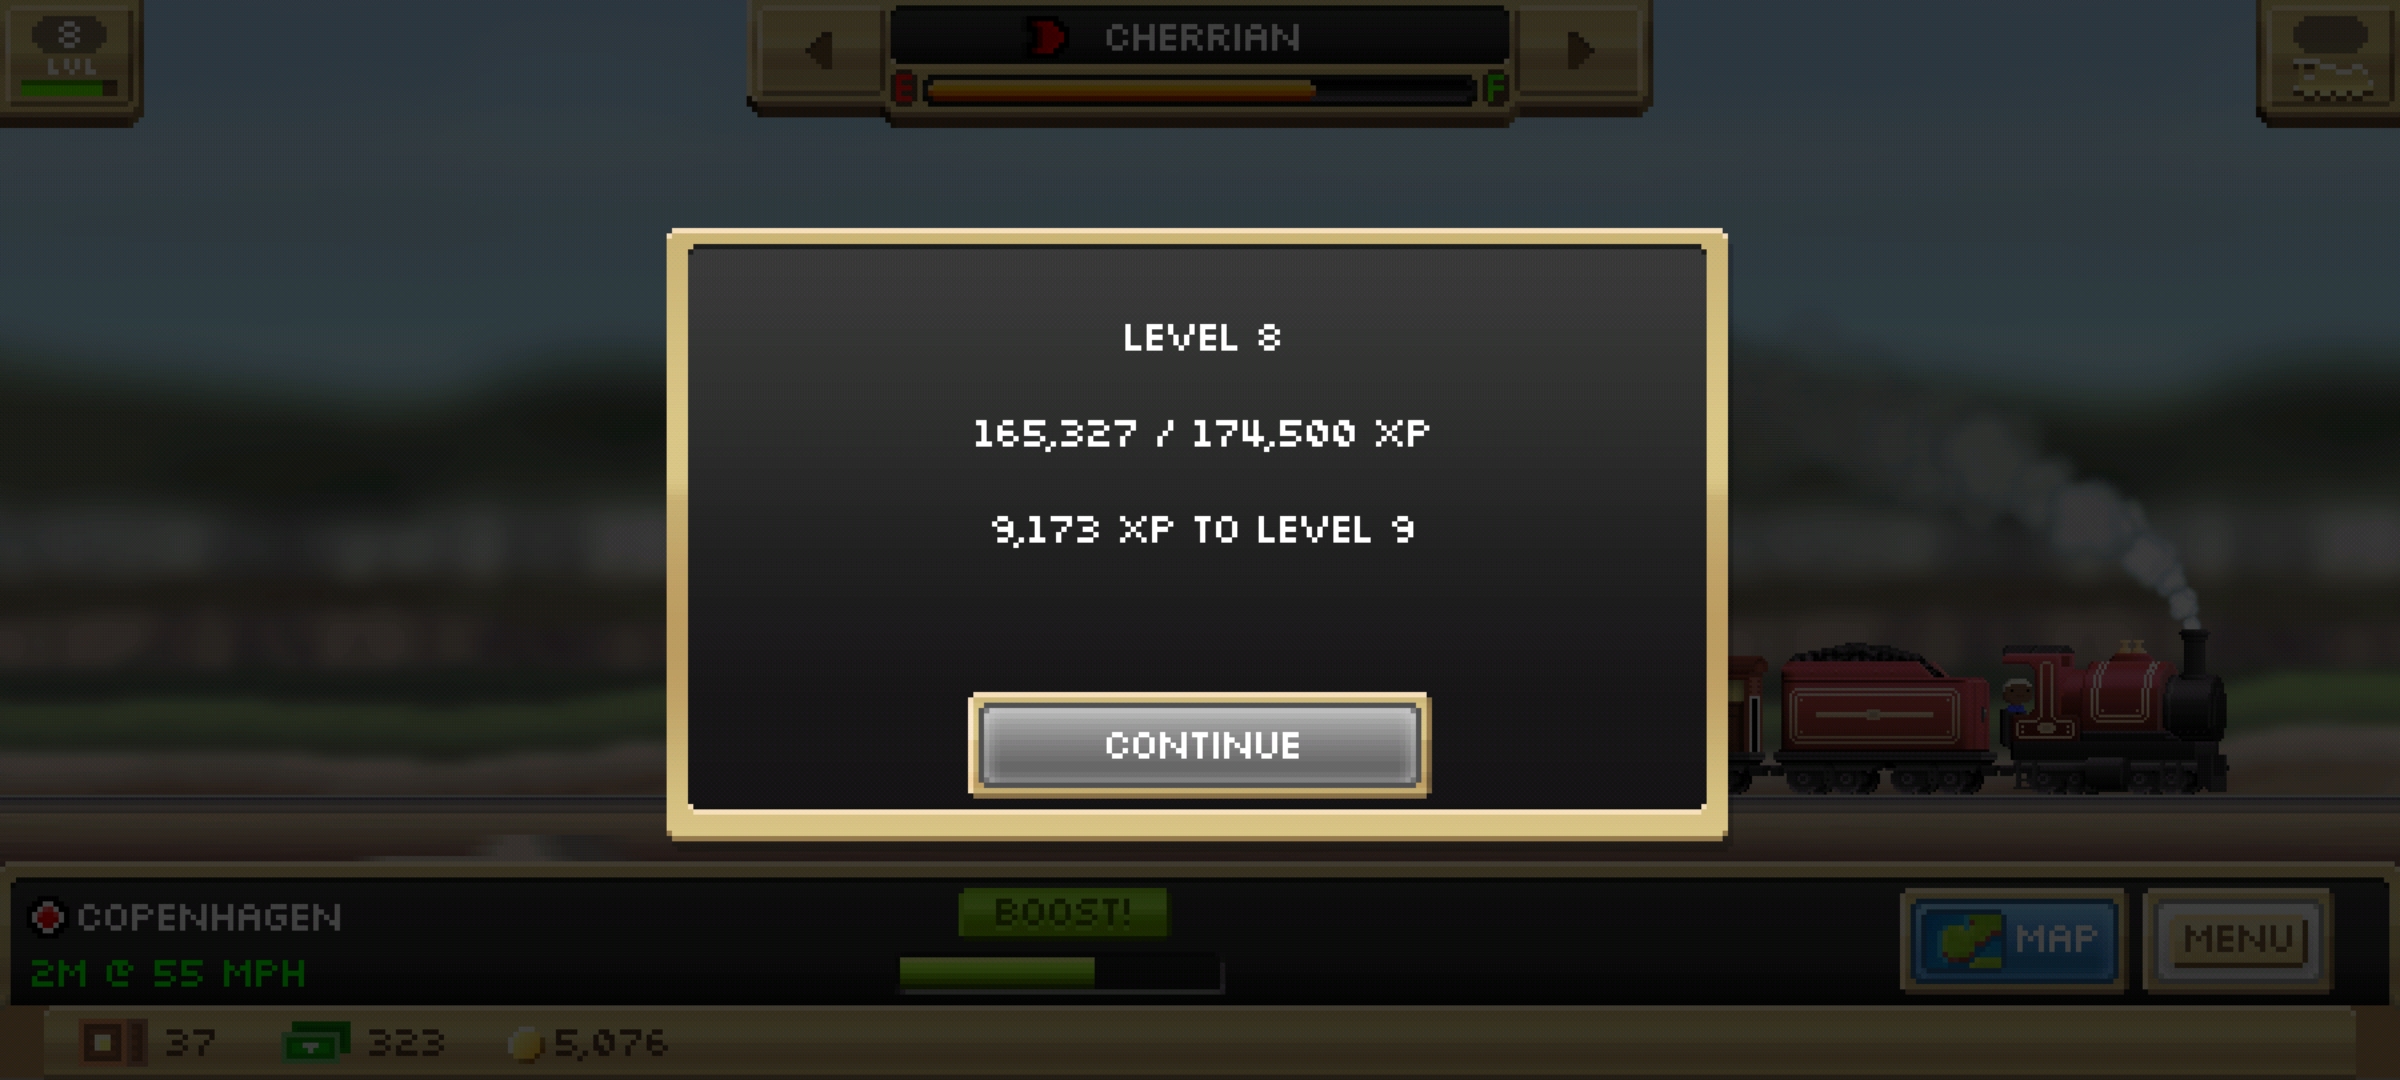 8
LVL
CHERRIAN
E F
LEVEL 8
165,327 / 174,500 XP
9,173 XP TO LEVEL 9
CONTINUE
COPENHAGEN
2M @ 55 MPH
BOOST!
MAP
MENU
37 323 5,076